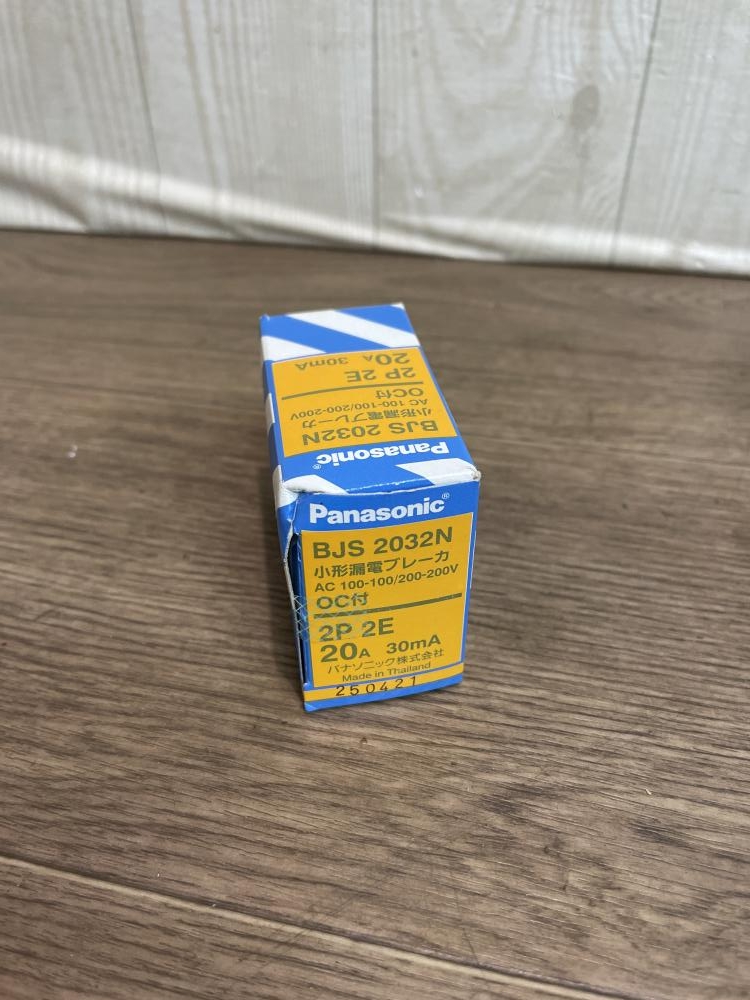 Panasonic®
BJS 2032N
小形漏電ブレーカ
AC 100-100/200-200V
OC付
2P 2E
20A 30mA
Panasonic®
BJS 2032N
小形漏電ブレーカ
AC 100-100/200-200V
OC付
2P 2E
20A 30mA
パナソニック株式会社
Made in Thailand
250421